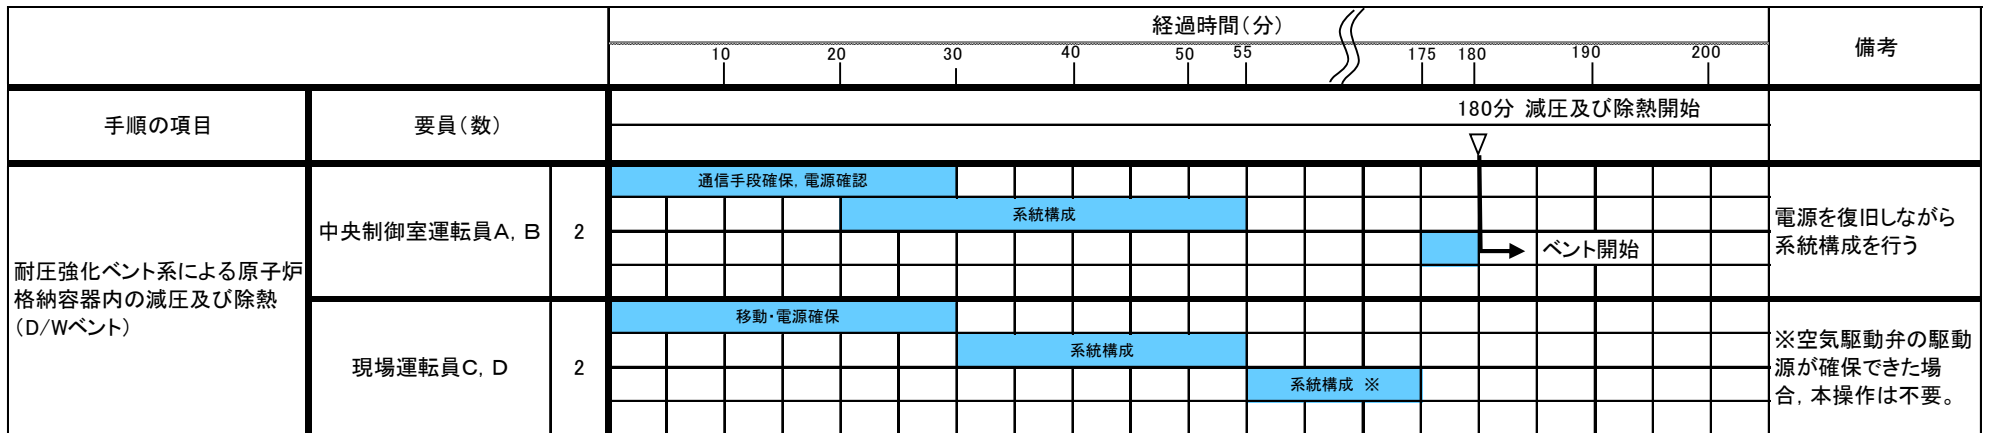 経過時間(分)
備考
10 20 30 40 50 55 175 180 190 200
手順の項目
要員(数)
180分 減圧及び除熱開始
耐圧強化ベント系による原子炉
格納容器内の減圧及び除熱
(D/Wベント)
中央制御室運転員A, B
2
通信手段確保, 電源確認
系統構成
ベント開始
電源を復旧しながら
系統構成を行う
現場運転員C, D
2
移動・電源確保
系統構成
系統構成 ※
※空気駆動弁の駆動
源が確保できた場
合, 本操作は不要。